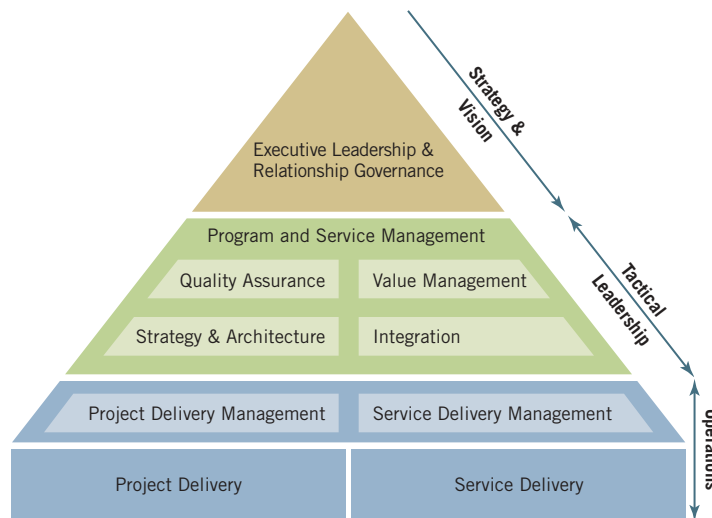 Executive Leadership &
Relationship Governance
Strategy &
Vision
Program and Service Management
Quality Assurance
Value Management
Strategy & Architecture
Integration
Tactical
Leadership
Project Delivery Management
Service Delivery Management
Project Delivery
Service Delivery
Operations